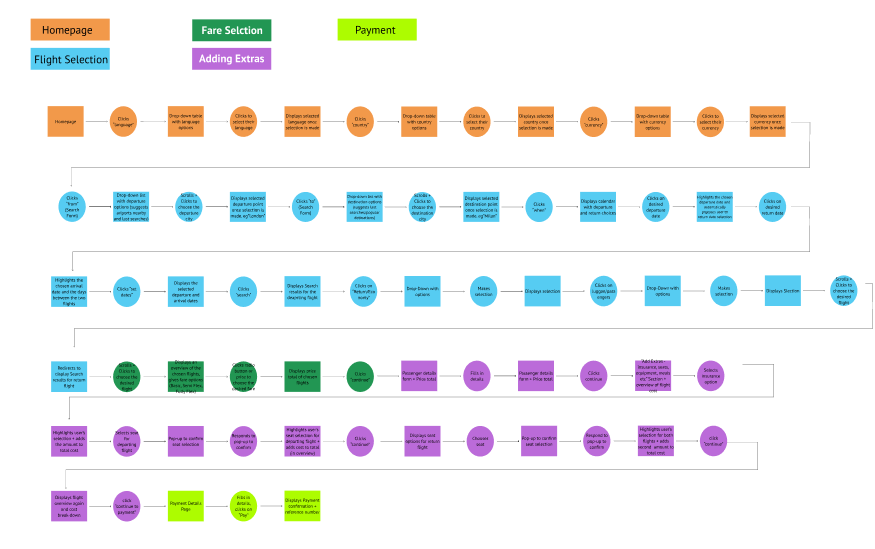 Homepage
Fare Selction
Payment
Flight Selection
Adding Extras
Homepage
Clicks
"language"
Drop-down table
with language
options
Clicks to
select their
language
Displays selected
language once
selection is made
Clicks
"country"
Drop-down table
with country
options
Clicks to
select their
country
Displays selected
country once
selection is made
Clicks
"currency"
Drop-down table
with currency
options
Clicks to
select their
currency
Displays selected
currency once
selection is made
Clicks
"from"
(Search
Form)
Drop-down list
with departure
options (suggests
airports nearby
and last searches)
Scrolls +
Clicks to
choose the
departure
city
Displays selected
departure point
once selection is
made, eg"London"
Clicks "to"
(Search
Form)
Drop-down list with
destination options
(suggests last
searches/popular
destinations)
Scrolls +
Clicks to
choose the
destination
city
Displays selected
destination point
once selection is
made, eg"Milan"
Clicks
"when"
Displays calendar
with departure
and return choices
Clicks on
desired
departure
date
Highlights the chosen
departure date and
automatically
prompts user to
return date selection
Clicks on
desired
return date
Highlights the
chosen arrival
date and the days
between the two
flights
Clicks "set
dates"
Displays the
selected
departure and
arrival dates
Clicks
"search"
Displays Search
results for the
departing flight
Clicks on
Drop-Down with
options
Makes
selection
Displays selection
Clicks on
Drop-Down with
options
Makes
selection
Displays Slection
Scrolls +
Clicks to
choose the
desired
flight
Redirects to
display Search
results for return
flight
Scrolls +
Clicks to
choose the
desired
flight
Displays an
overview of the
chosen flights,
gives fare options
price to
choose the
desired fare
Displays price
total of chosen
flights
Clicks
"continue"
Passenger details
form + Price total
Fills in
details
Passenger details
form + Price total
Clicks
continue
"Add Extras -
insurance, seats,
equipment, meals
etc" Section +
overview of flight
cost
Selects
insurance
option
Highlights user's
selection + adds
the amount to
total cost
Selects seat
for
departing
flight
Pop-up to confirm
seat selection
Responds to
pop-up to
confirm
Highlights user's
seat selection for
departing flight +
adds cost to total
(in overview)
Clicks
"continue"
Displays seat
options for return
flight
Chooses
seat
Pop-up to confirm
seat selection
Respond to
pop-up to
confirm
Highlights user's
selection for both
flights + adds
second amount to
total cost
click
"continue"
Displays flight
overview again
and cost
break down
click
"continue to
payment"
Payment Details
Page
Fills in
details,
clicks on
"Pay"
Displays Payment
confirmation +
reference number